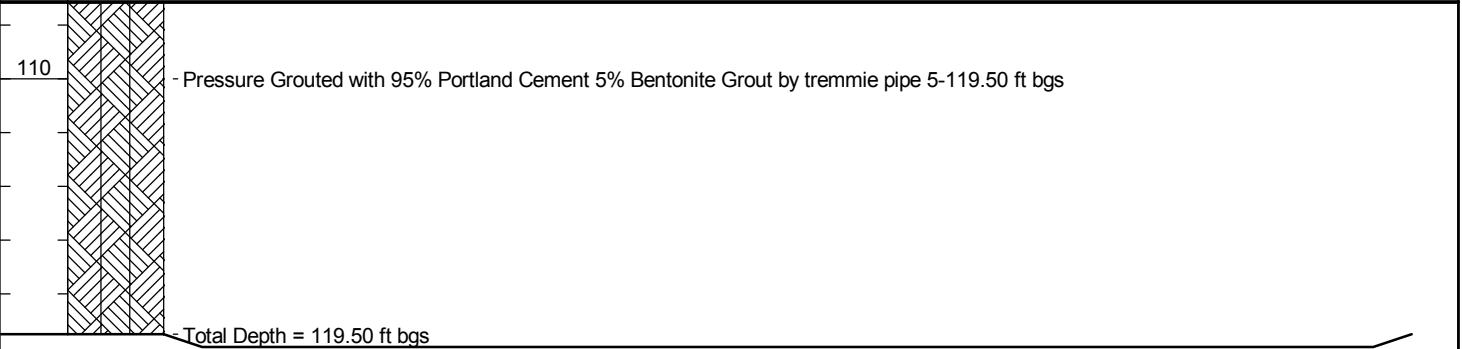 110
Pressure Grouted with 95% Portland Cement 5% Bentonite Grout by tremmie pipe 5-119.50 ft bgs
Total Depth = 119.50 ft bgs